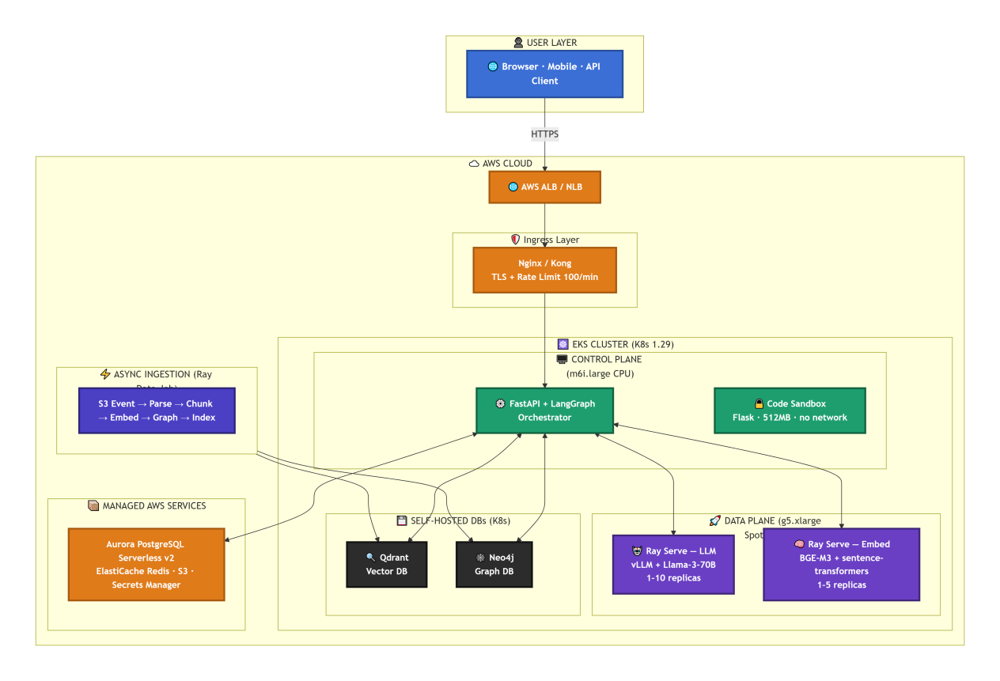 USER LAYER
Browser · Mobile · API
Client
HTTPS
AWS CLOUD
AWS ALB / NLB
Ingress Layer
Nginx / Kong
TLS + Rate Limit 100/min
EKS CLUSTER (K8s 1.29)
CONTROL PLANE
(m6i.large CPU)
ASYNC INGESTION (Ray
Data Job)
S3 Event → Parse → Chunk
→ Embed → Graph → Index
FastAPI + LangGraph
Orchestrator
Code Sandbox
Flask · 512MB · no network
MANAGED AWS SERVICES
Aurora PostgreSQL
Serverless v2
ElastiCache Redis · S3 ·
Secrets Manager
SELF-HOSTED DBs (K8s)
Qdrant
Vector DB
Neo4j
Graph DB
DATA PLANE (g5.xlarge
Spot
Ray Serve — LLM
vLLM + Llama-3-70B
1–10 replicas
Ray Serve — Embed
BGE-M3 + sentence-
transformers
1–5 replicas